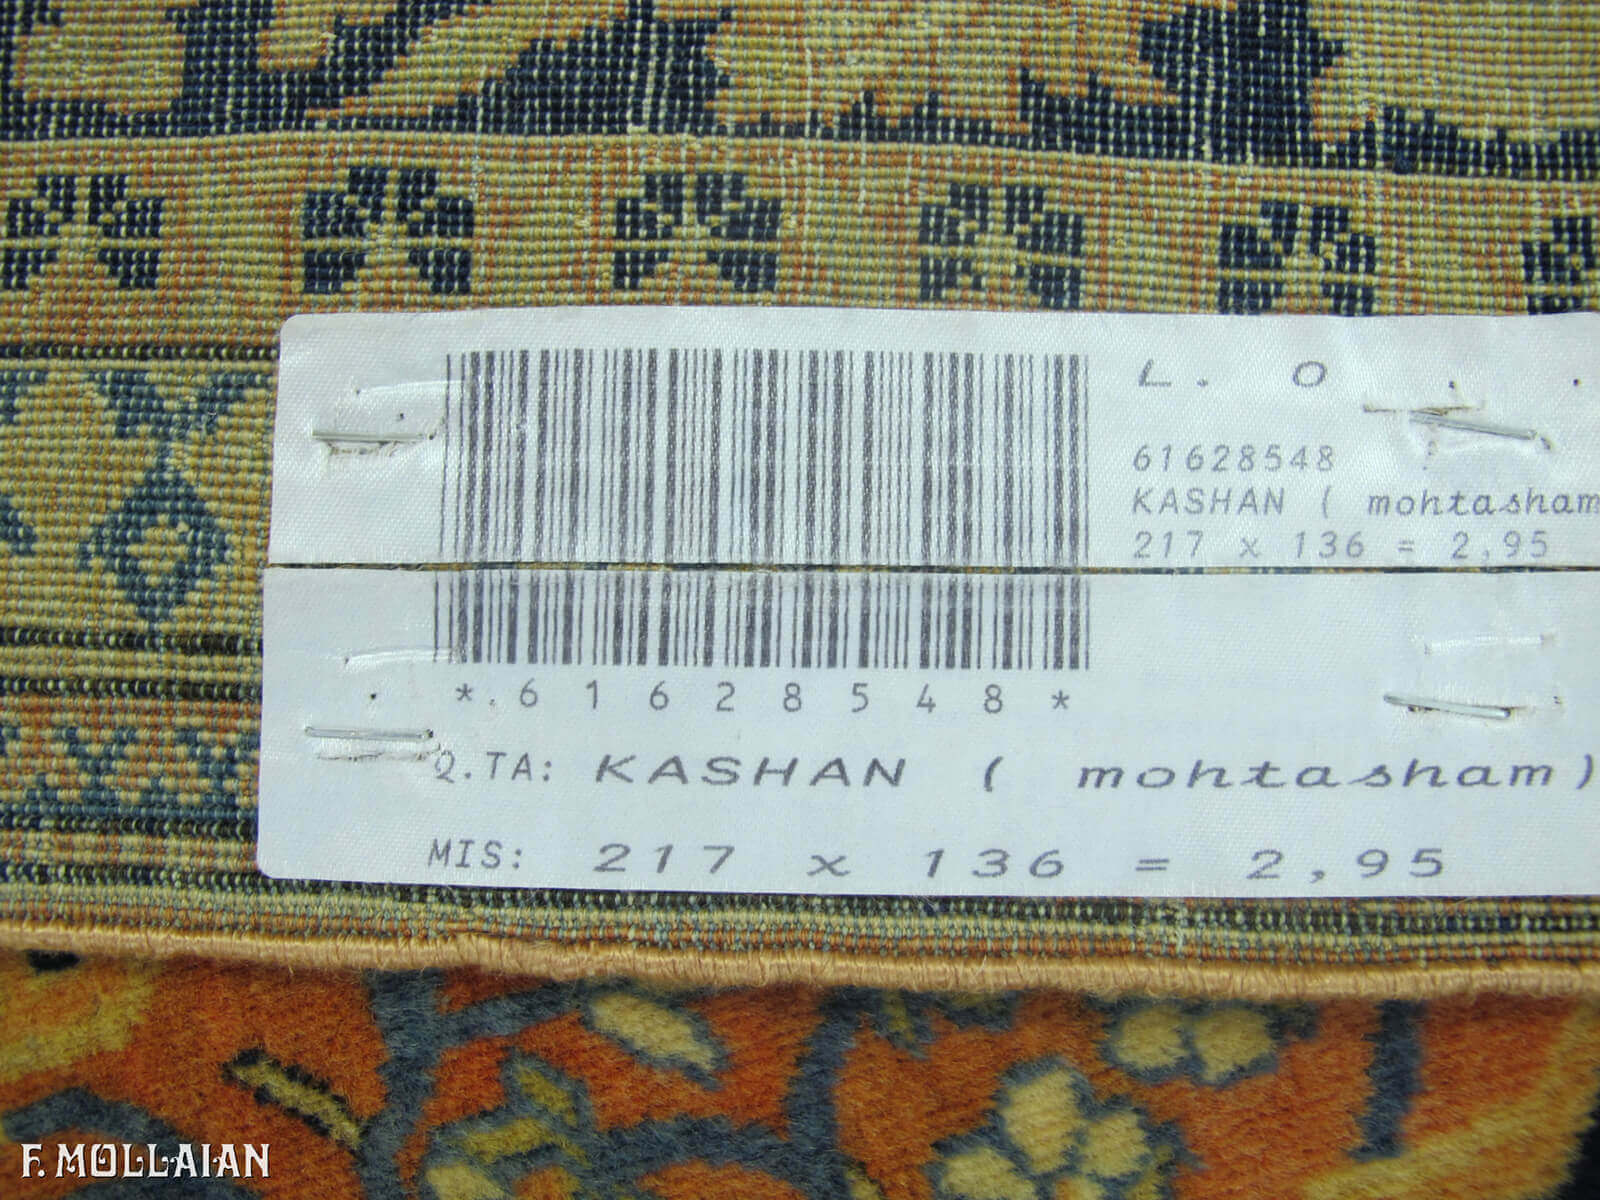 L. O
61628548
KASHAN ( mohtasham
217 x 136 = 2,95
*.61628548*
Q.TA: KASHAN ( mohtasham)
MIS: 217 x 136 = 2,95
F. MOLLAIAN